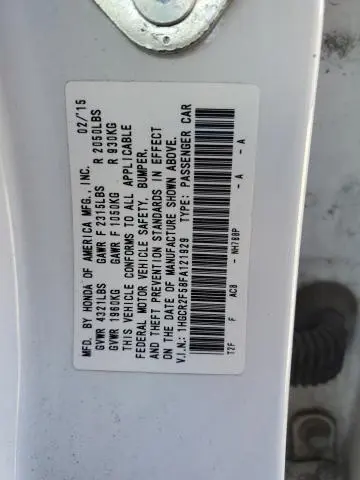 MFD. BY HONDA OF AMERICA MFG., INC. 02/'15
GVWR 4321LBS GAWR F 2315LBS R 2050LBS
GVWR 1960KG GAWR F 1050KG R 930KG
THIS VEHICLE CONFORMS TO ALL APPLICABLE
FEDERAL MOTOR VEHICLE SAFETY, BUMPER,
AND THEFT PREVENTION STANDARDS IN EFFECT
ON THE DATE OF MANUFACTURE SHOWN ABOVE.
V.I.N.: 1HGCR2F58FA121929 TYPE: PASSENGER CAR
T2F F AC8 NH788P - A - A